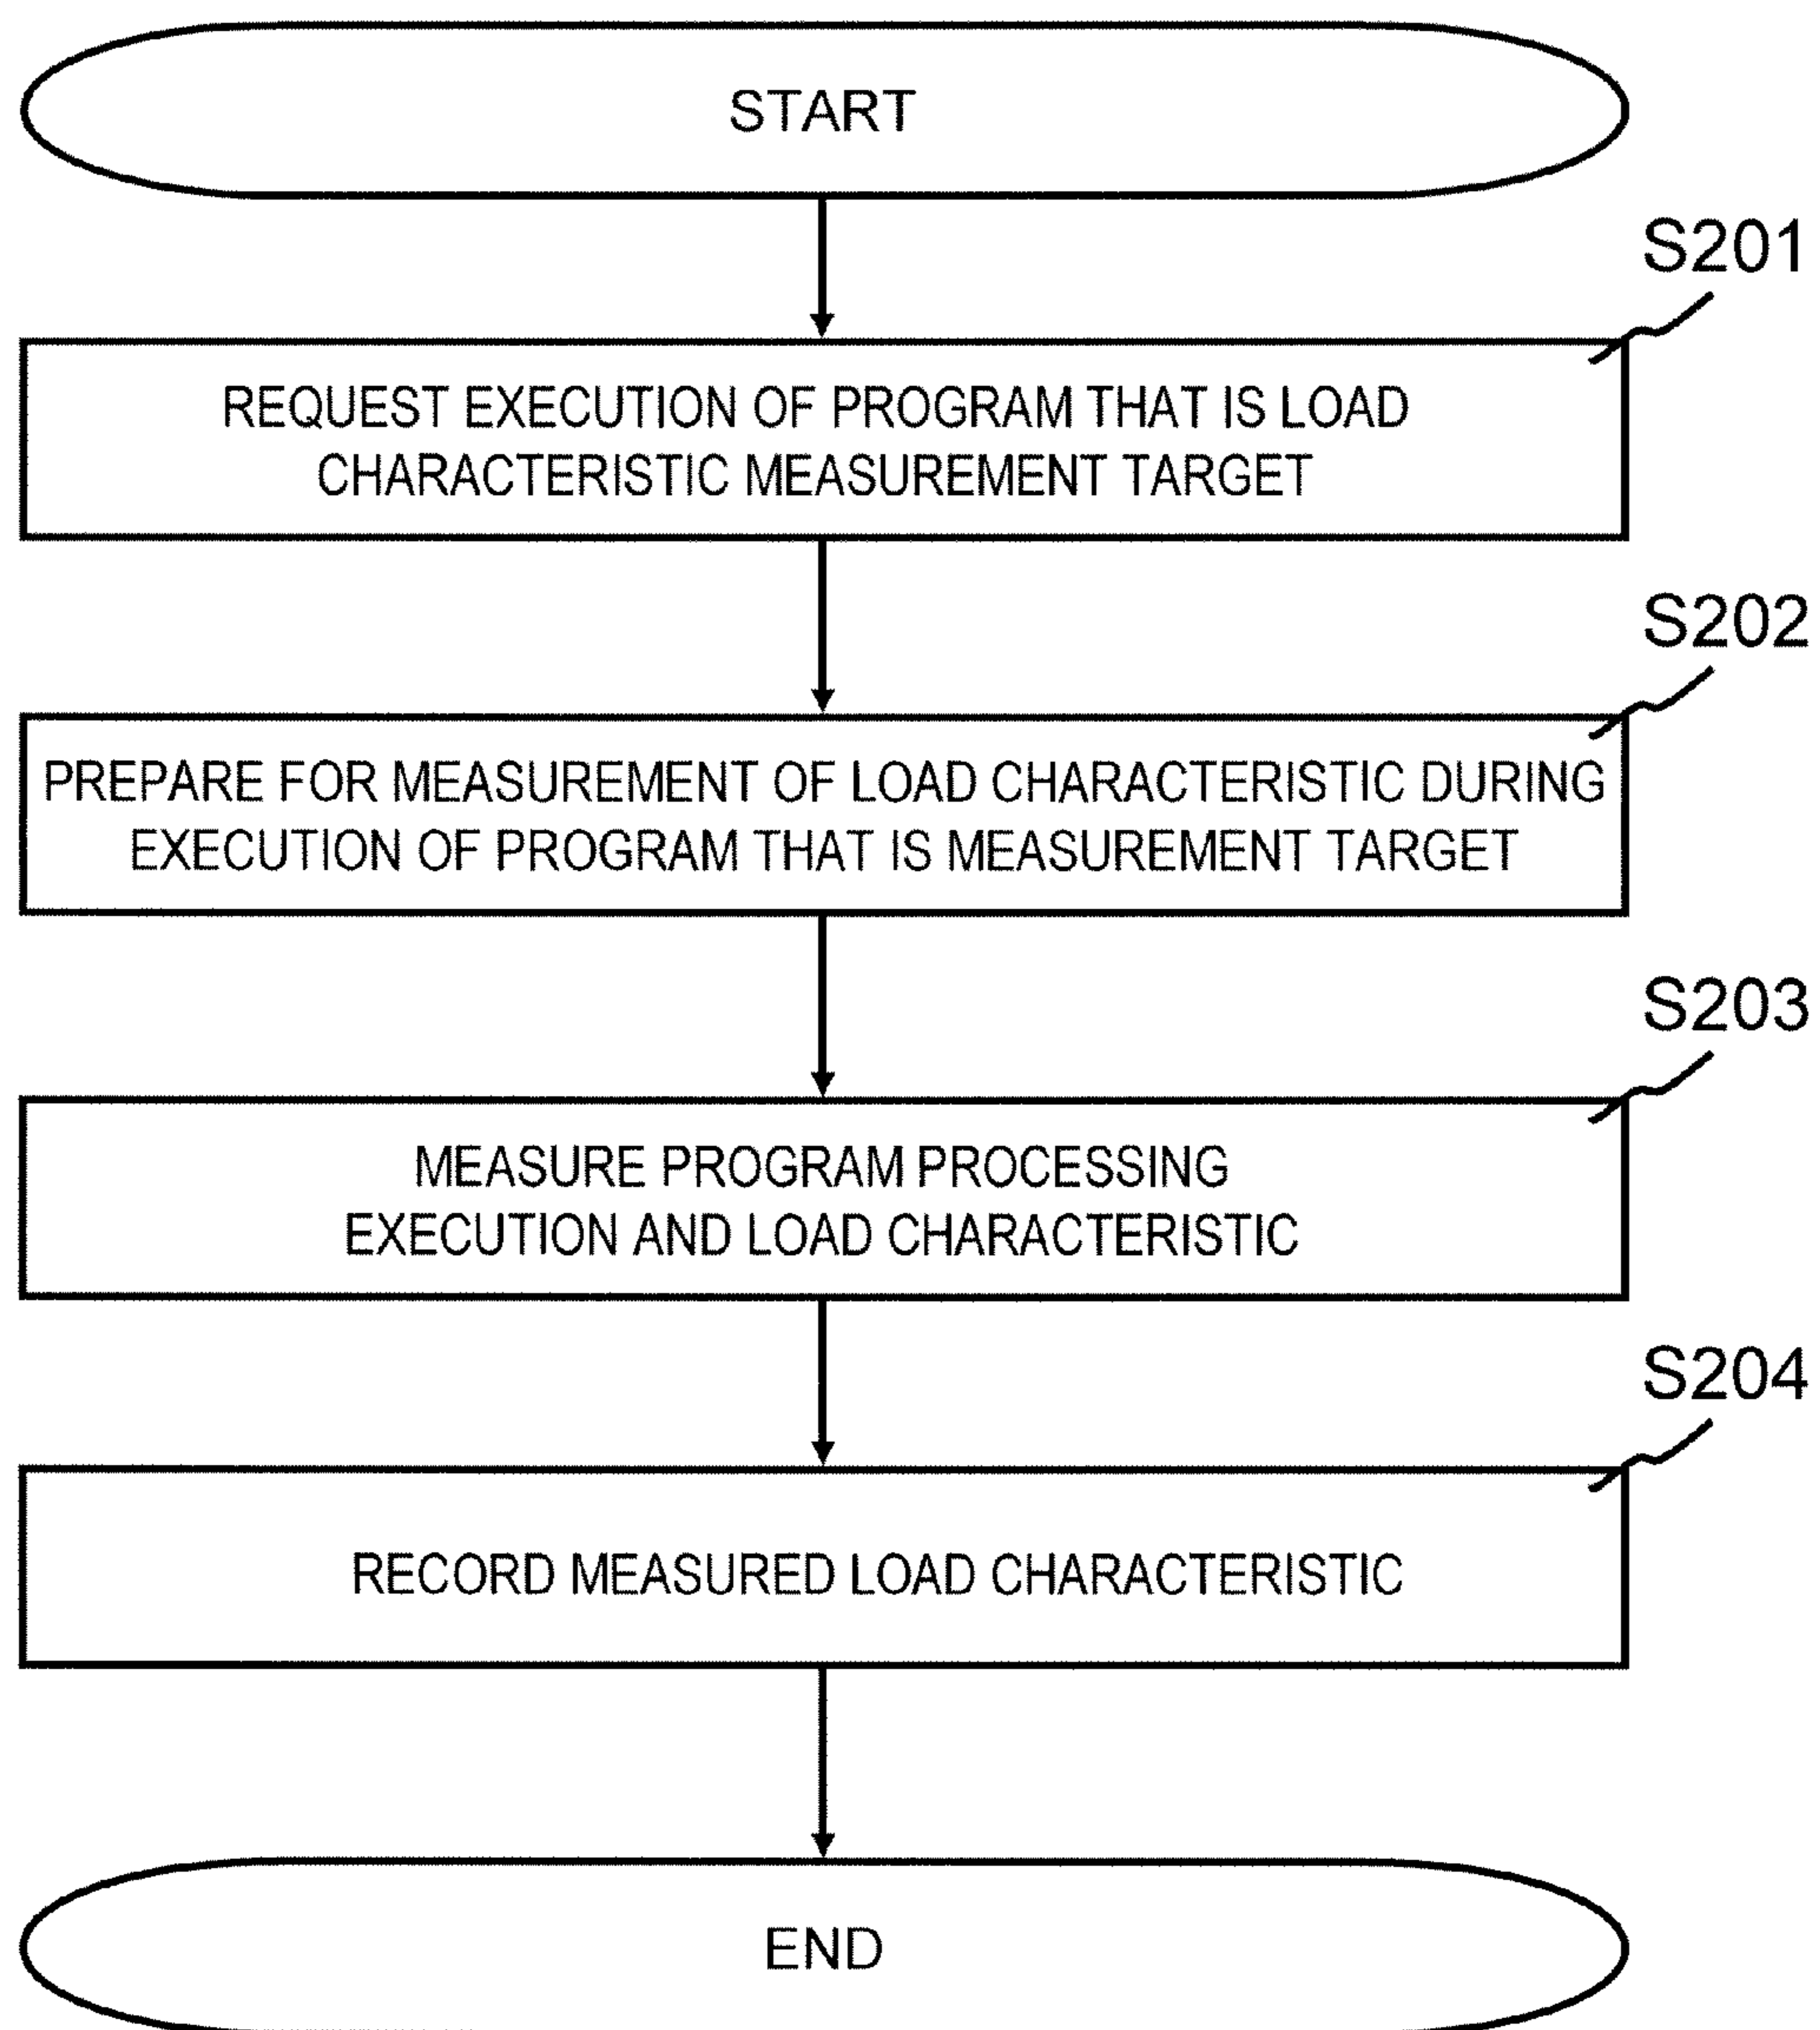 START
S201
REQUEST EXECUTION OF PROGRAM THAT IS LOAD
CHARACTERISTIC MEASUREMENT TARGET
S202
PREPARE FOR MEASUREMENT OF LOAD CHARACTERISTIC DURING
EXECUTION OF PROGRAM THAT IS MEASUREMENT TARGET
S203
MEASURE PROGRAM PROCESSING
EXECUTION AND LOAD CHARACTERISTIC
S204
RECORD MEASURED LOAD CHARACTERISTIC
END